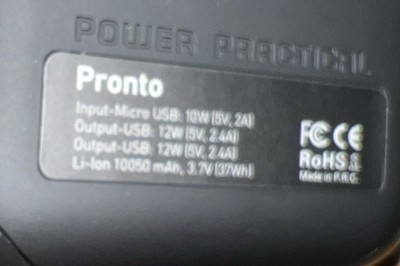 POWER PRACTICAL
Pronto
Input-Micro USB: 10W (5V, 2A)
Output-USB: 12W (5V, 2.4A)
Output-USB: 12W (5V, 2.4A)
Li-Ion 10050 mAh, 3.7V (37Wh)
FC CE
RoHS
Made in P.R.C.